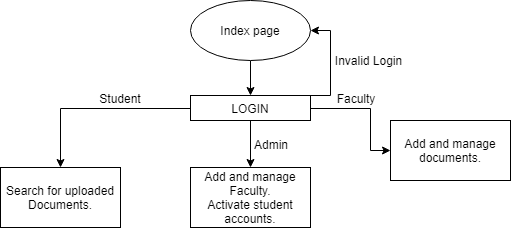 Index page
Invalid Login
Student
LOGIN
Faculty
Admin
Add and manage
documents.
Search for uploaded
Documents.
Add and manage
Faculty.
Activate student
accounts.